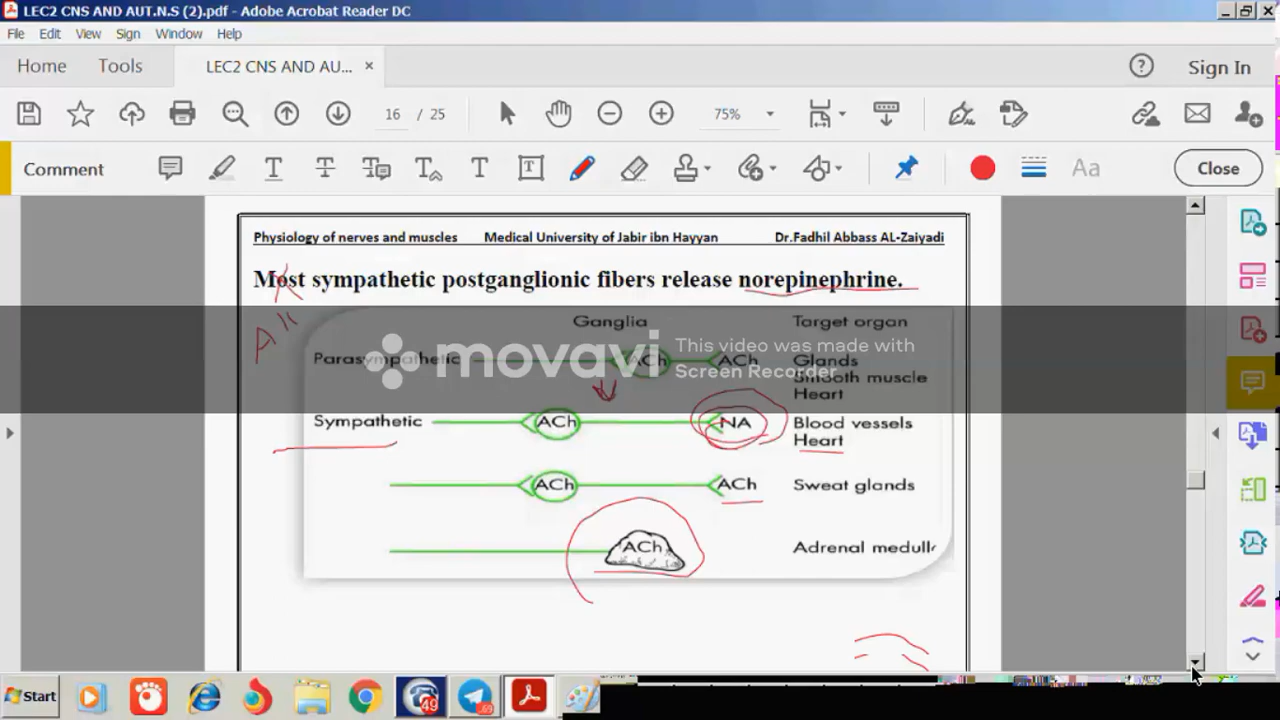 LEC2 CNS AND AUT.N.S (2).pdf - Adobe Acrobat Reader DC
File Edit View Sign Window Help
Home Tools LEC2 CNS AND AU... × Sign In
16 / 25 75%
Comment Aa Close
Physiology of nerves and muscles Medical University of Jabir ibn Hayyan Dr.Fadhil Abbass AL-Zaiyadi
Most sympathetic postganglionic fibers release norepinephrine.
All
Ganglia Target organ
Parasympathetic ACh ACh Glands
Smooth muscle
Heart
movavi This video was made with
Screen Recorder
Sympathetic ACh NA Blood vessels
Heart
ACh ACh Sweat glands
ACh Adrenal medull
Start 49